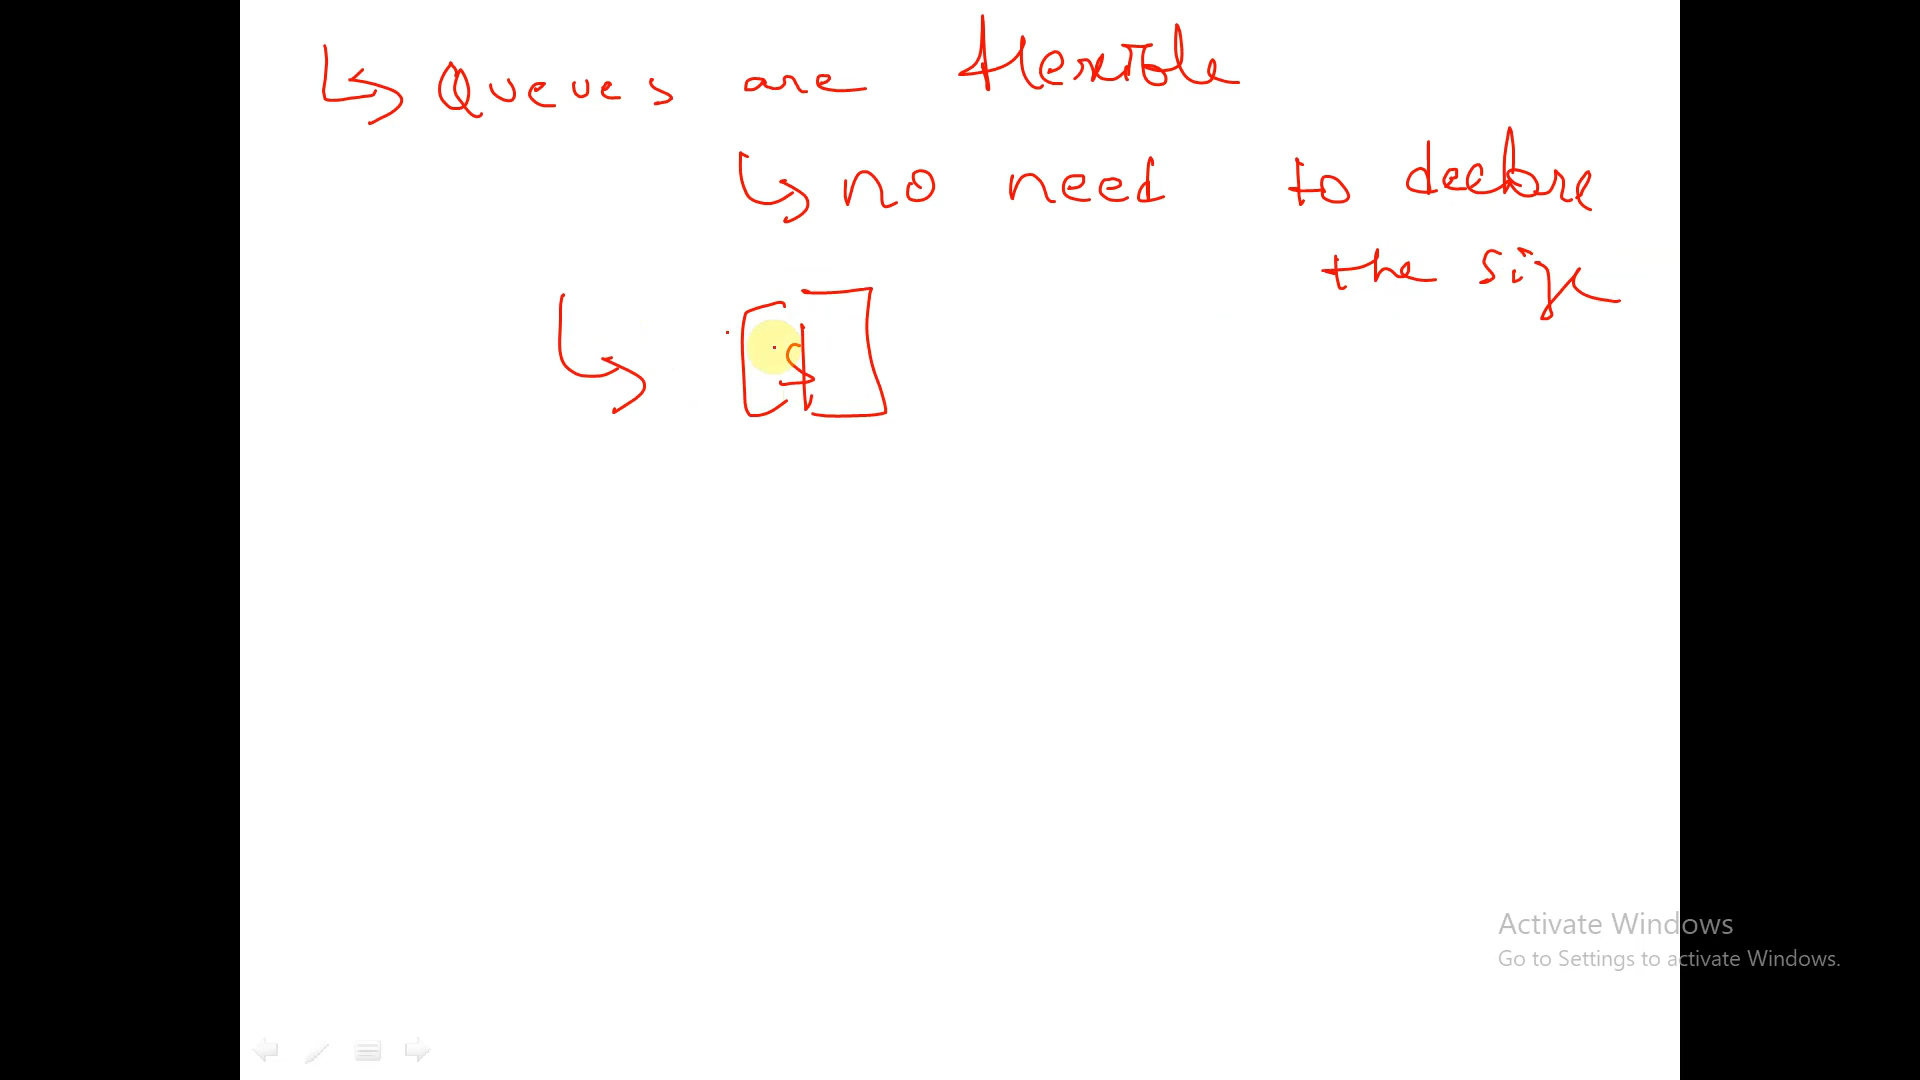 Queues are flexible
no need to declare
the size
Activate Windows
Go to Settings to activate Windows.